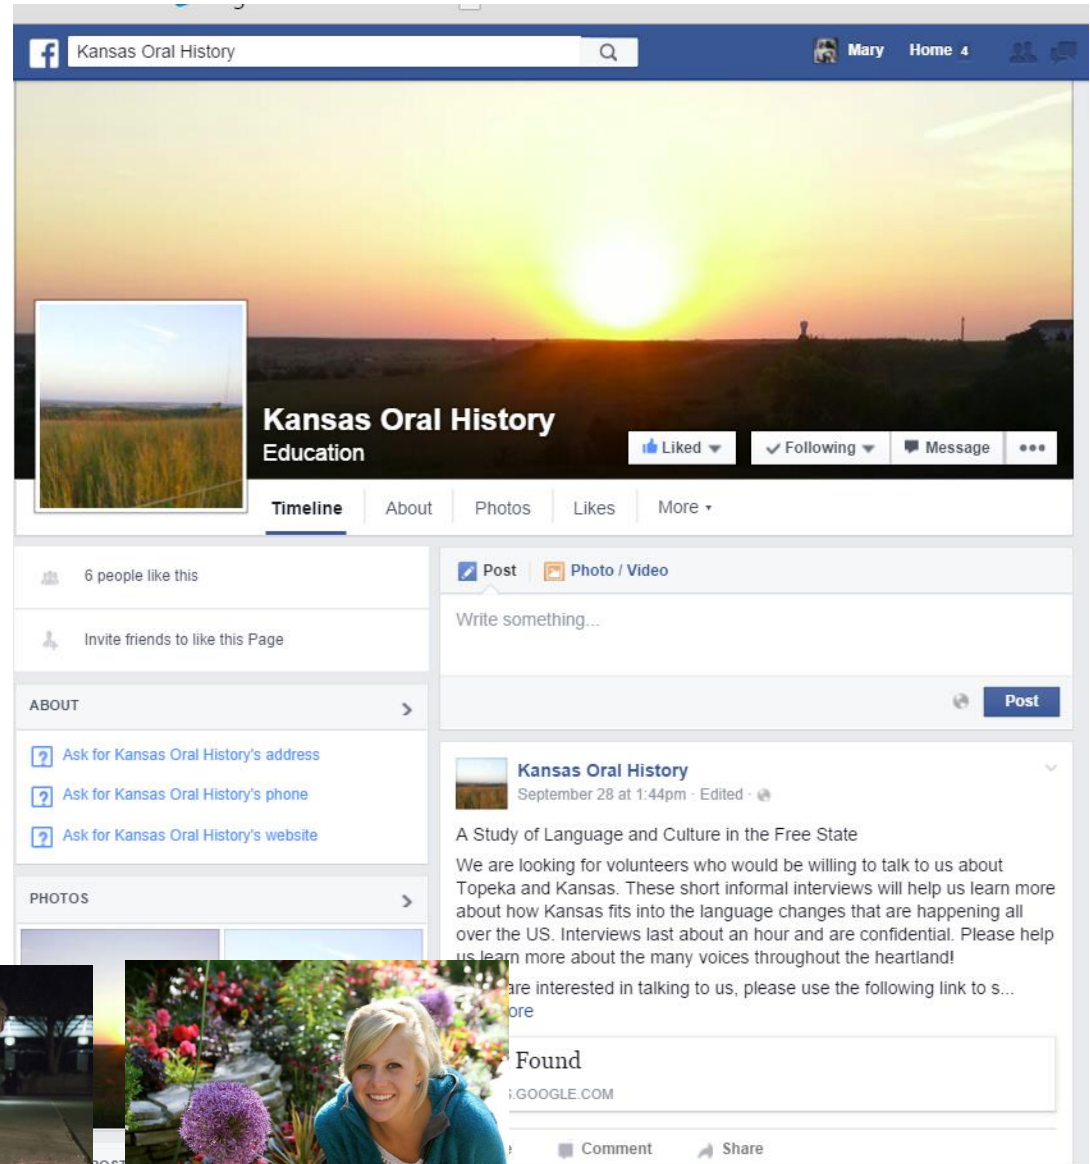 Kansas Oral History
Mary Home 4
Kansas Oral History
Education
Liked
Following
Message
Timeline
About
Photos
Likes
More
6 people like this
Invite friends to like this Page
ABOUT
Ask for Kansas Oral History's address
Ask for Kansas Oral History's phone
Ask for Kansas Oral History's website
PHOTOS
Post
Photo / Video
Write something...
Post
Kansas Oral History
September 28 at 1:44pm · Edited ·
A Study of Language and Culture in the Free State
We are looking for volunteers who would be willing to talk to us about
Topeka and Kansas. These short informal interviews will help us learn more
about how Kansas fits into the language changes that are happening all
over the US. Interviews last about an hour and are confidential. Please help
us learn more about the many voices throughout the heartland!
are interested in talking to us, please use the following link to s...
Found
.GOOGLE.COM
Comment
Share